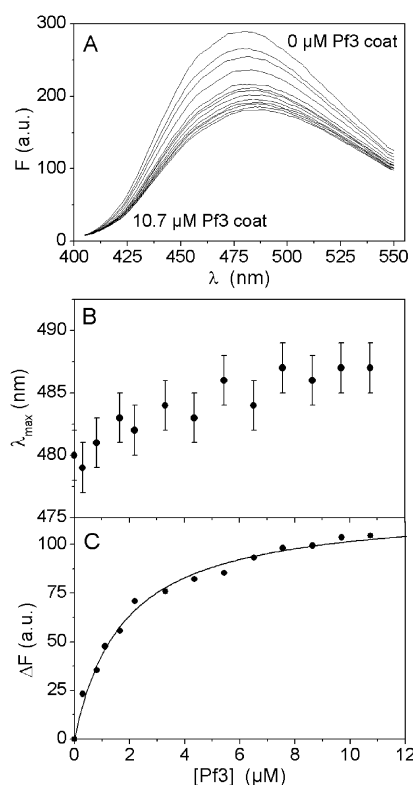 A
0 µM Pf3 coat
10.7 µM Pf3 coat
F (a.u.)
300
200
100
0
400 425 450 475 500 525 550
λ (nm)
B
λmax (nm)
490
485
480
475
C
ΔF (a.u.)
100
75
50
25
0
0 2 4 6 8 10 12
[Pf3] (µM)